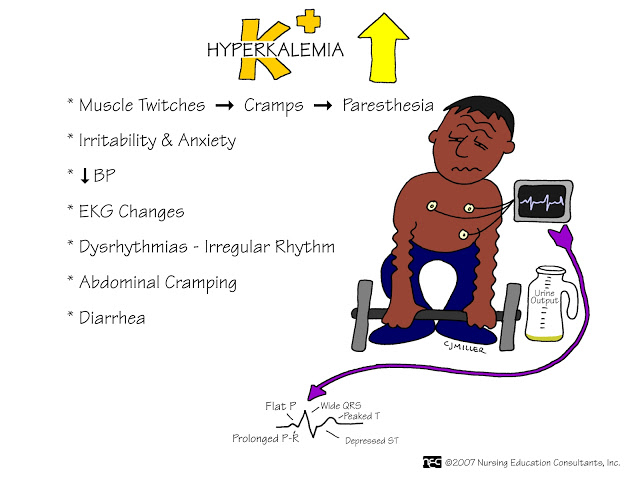 K+
HYPERKALEMIA
* Muscle Twitches → Cramps → Paresthesia
* Irritability & Anxiety
* ↓ BP
* EKG Changes
* Dysrhythmias - Irregular Rhythm
* Abdominal Cramping
* Diarrhea
Urine
Output
CJMILLER
Flat P
Wide QRS
Peaked T
Prolonged P-R
Depressed ST
NEC ©2007 Nursing Education Consultants, Inc.